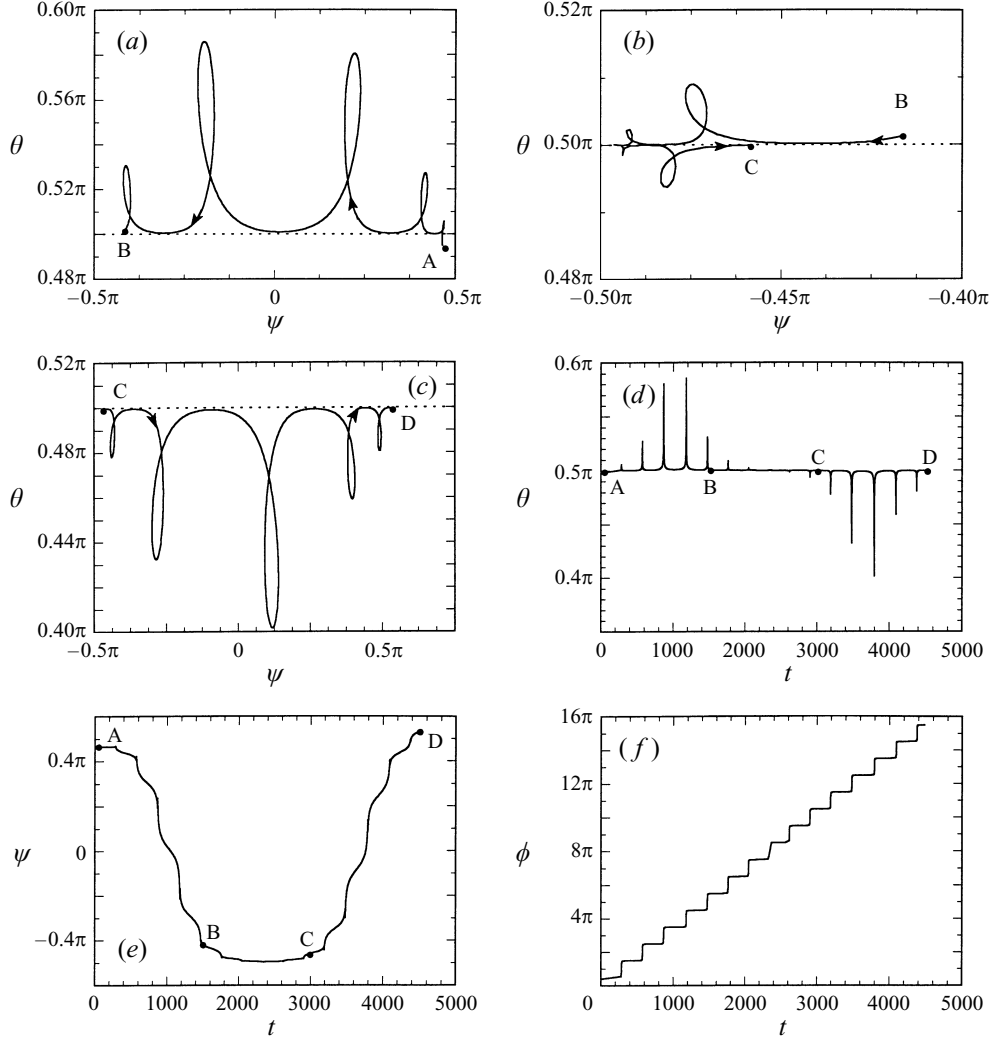 (a)
0.60π
0.56π
θ
0.52π
0.48π
B
A
−0.5π
0
0.5π
ψ
(b)
0.52π
θ
0.50π
0.48π
B
C
−0.50π
−0.45π
−0.40π
ψ
(c)
0.52π
0.48π
θ
0.44π
0.40π
C
D
−0.5π
0
0.5π
ψ
(d)
0.6π
θ
0.5π
0.4π
A
B
C
D
0
1000
2000
3000
4000
5000
t
A
D
0.4π
ψ
0
−0.4π
B
C
(e)
0
1000
2000
3000
4000
5000
t
16π
(f)
12π
ϕ
8π
4π
0
1000
2000
3000
4000
5000
t